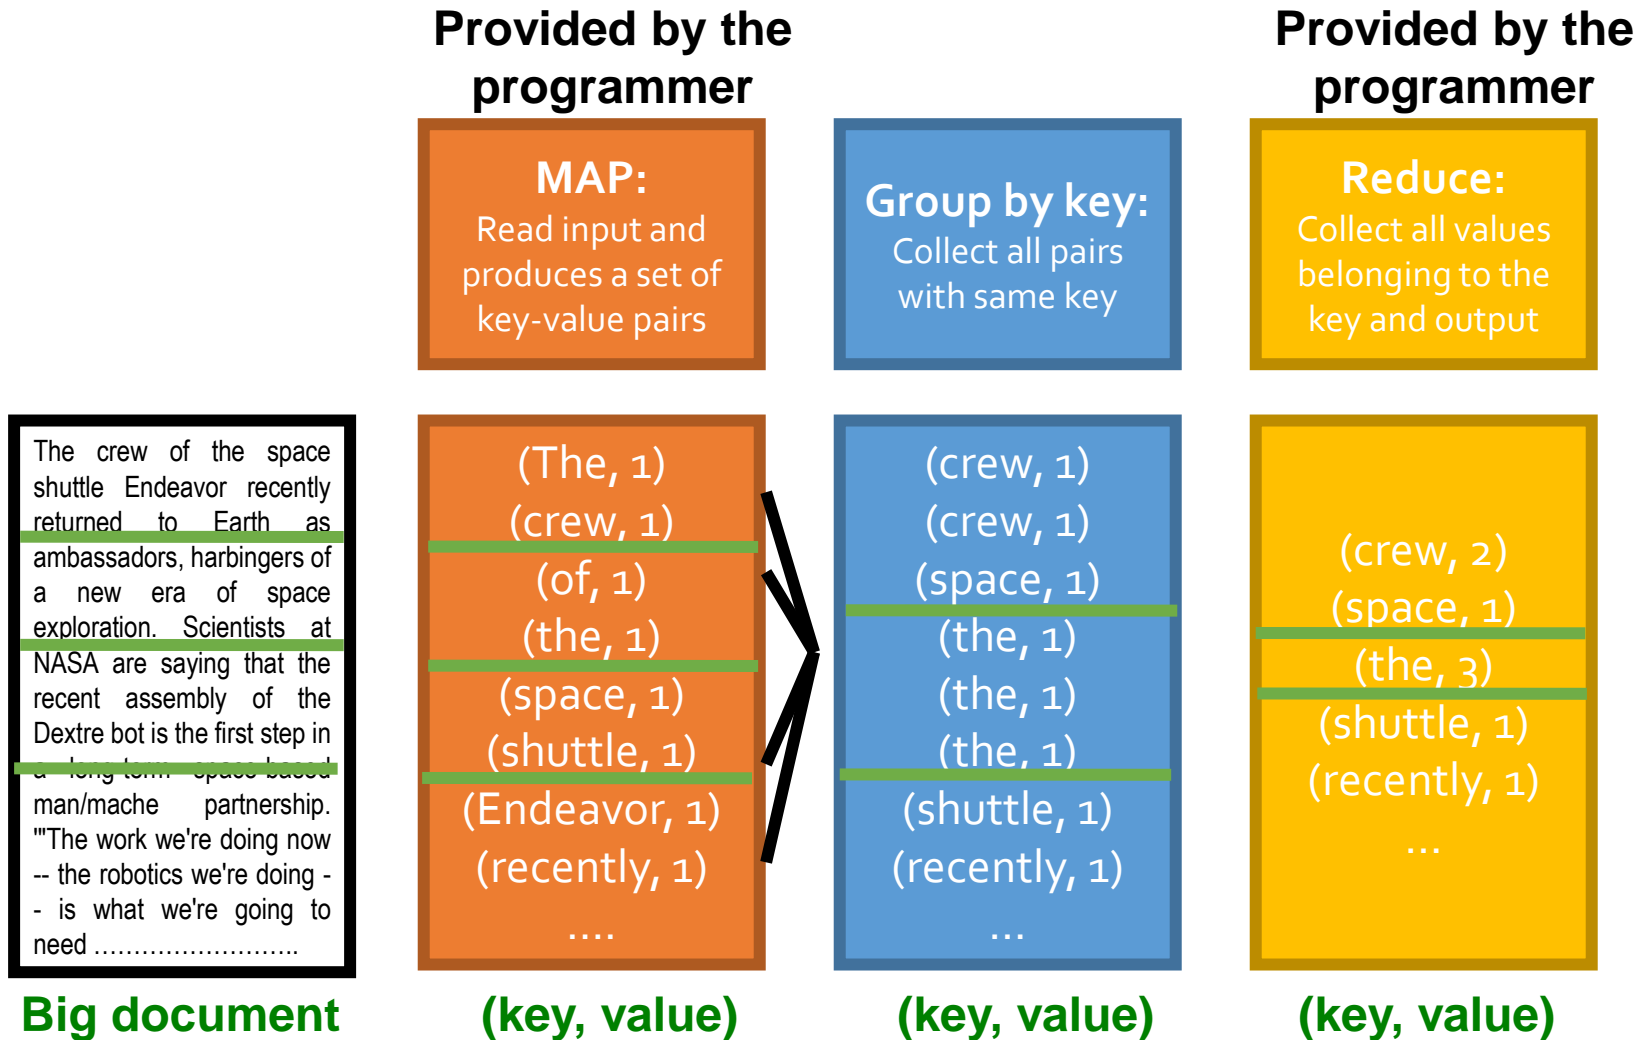 Provided by the
programmer
Provided by the
programmer
MAP:
Read input and
produces a set of
key-value pairs
Group by key:
Collect all pairs
with same key
Reduce:
Collect all values
belonging to the
key and output
The crew of the space
shuttle Endeavor recently
returned to Earth as
ambassadors, harbingers of
a new era of space
exploration. Scientists at
NASA are saying that the
recent assembly of the
Dextre bot is the first step in
a long-term space-based
man/mache partnership.
'"The work we're doing now
-- the robotics we're doing -
- is what we're going to
need ……………………..
(The, 1)
(crew, 1)
(of, 1)
(the, 1)
(space, 1)
(shuttle, 1)
(Endeavor, 1)
(recently, 1)
....
(crew, 1)
(crew, 1)
(space, 1)
(the, 1)
(the, 1)
(the, 1)
(shuttle, 1)
(recently, 1)
...
(crew, 2)
(space, 1)
(the, 3)
(shuttle, 1)
(recently, 1)
...
Big document
(key, value)
(key, value)
(key, value)